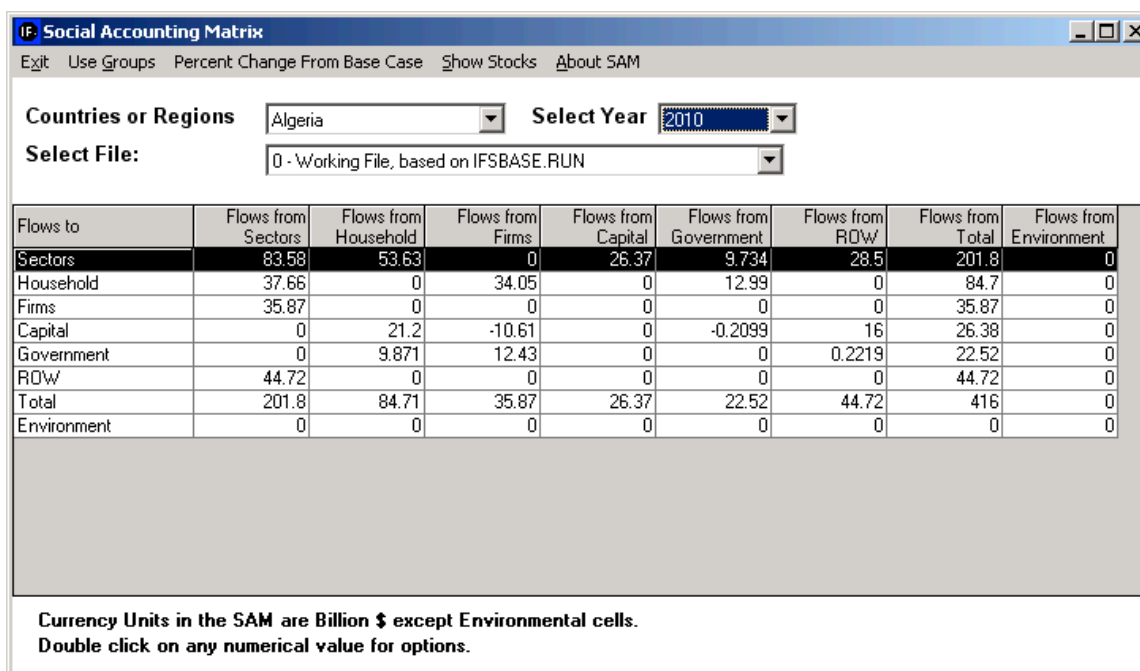 IF: Social Accounting Matrix
Exit Use Groups Percent Change From Base Case Show Stocks About SAM
Countries or Regions Algeria Select Year 2010
Select File: 0 - Working File, based on IFSBASE.RUN
Flows to Flows from Sectors Flows from Household Flows from Firms Flows from Capital Flows from Government Flows from ROW Flows from Total Flows from Environment
Sectors 83.58 53.63 0 26.37 9.734 28.5 201.8 0
Household 37.66 0 34.05 0 12.99 0 84.7 0
Firms 35.87 0 0 0 0 0 35.87 0
Capital 0 21.2 -10.61 0 -0.2099 16 26.38 0
Government 0 9.871 12.43 0 0 0.2219 22.52 0
ROW 44.72 0 0 0 0 0 44.72 0
Total 201.8 84.71 35.87 26.37 22.52 44.72 416 0
Environment 0 0 0 0 0 0 0 0
Currency Units in the SAM are Billion $ except Environmental cells.
Double click on any numerical value for options.